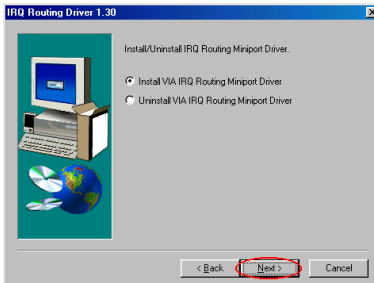 IRQ Routing Driver 1.30
Install/Uninstall IRQ Routing Miniport Driver.
Install VIA IRQ Routing Miniport Driver
Uninstall VIA IRQ Routing Miniport Driver
< Back
Next >
Cancel